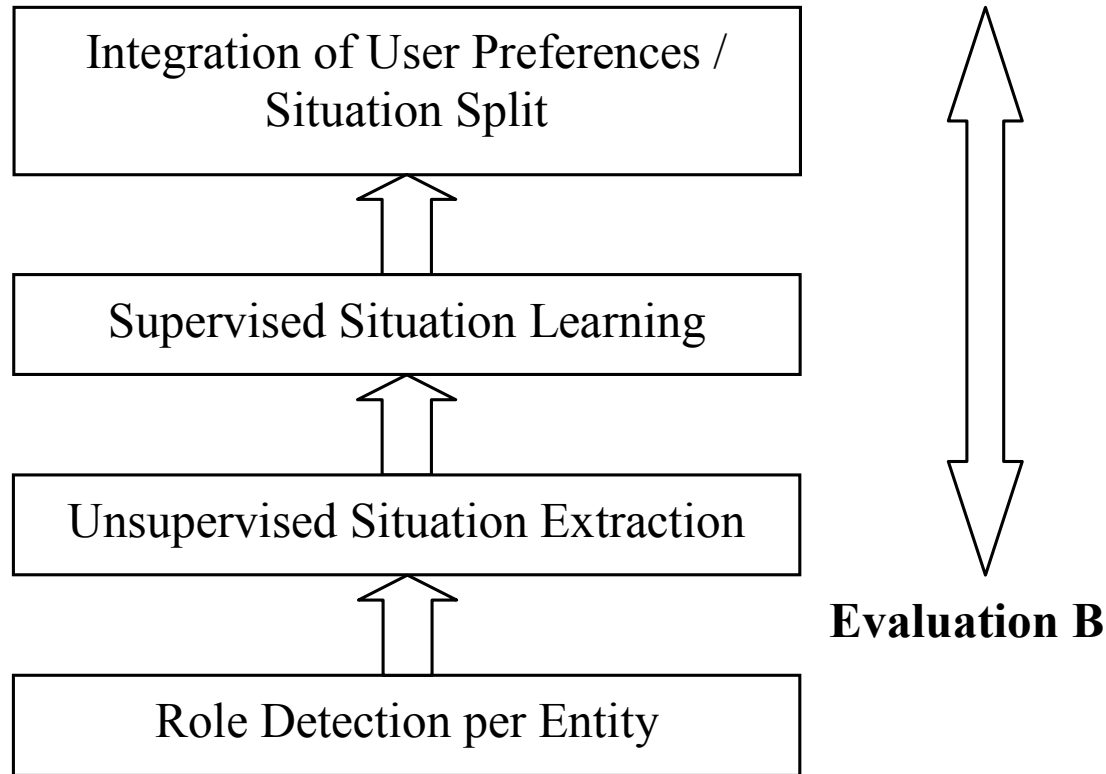 Integration of User Preferences /
Situation Split
Supervised Situation Learning
Unsupervised Situation Extraction
Evaluation B
Role Detection per Entity